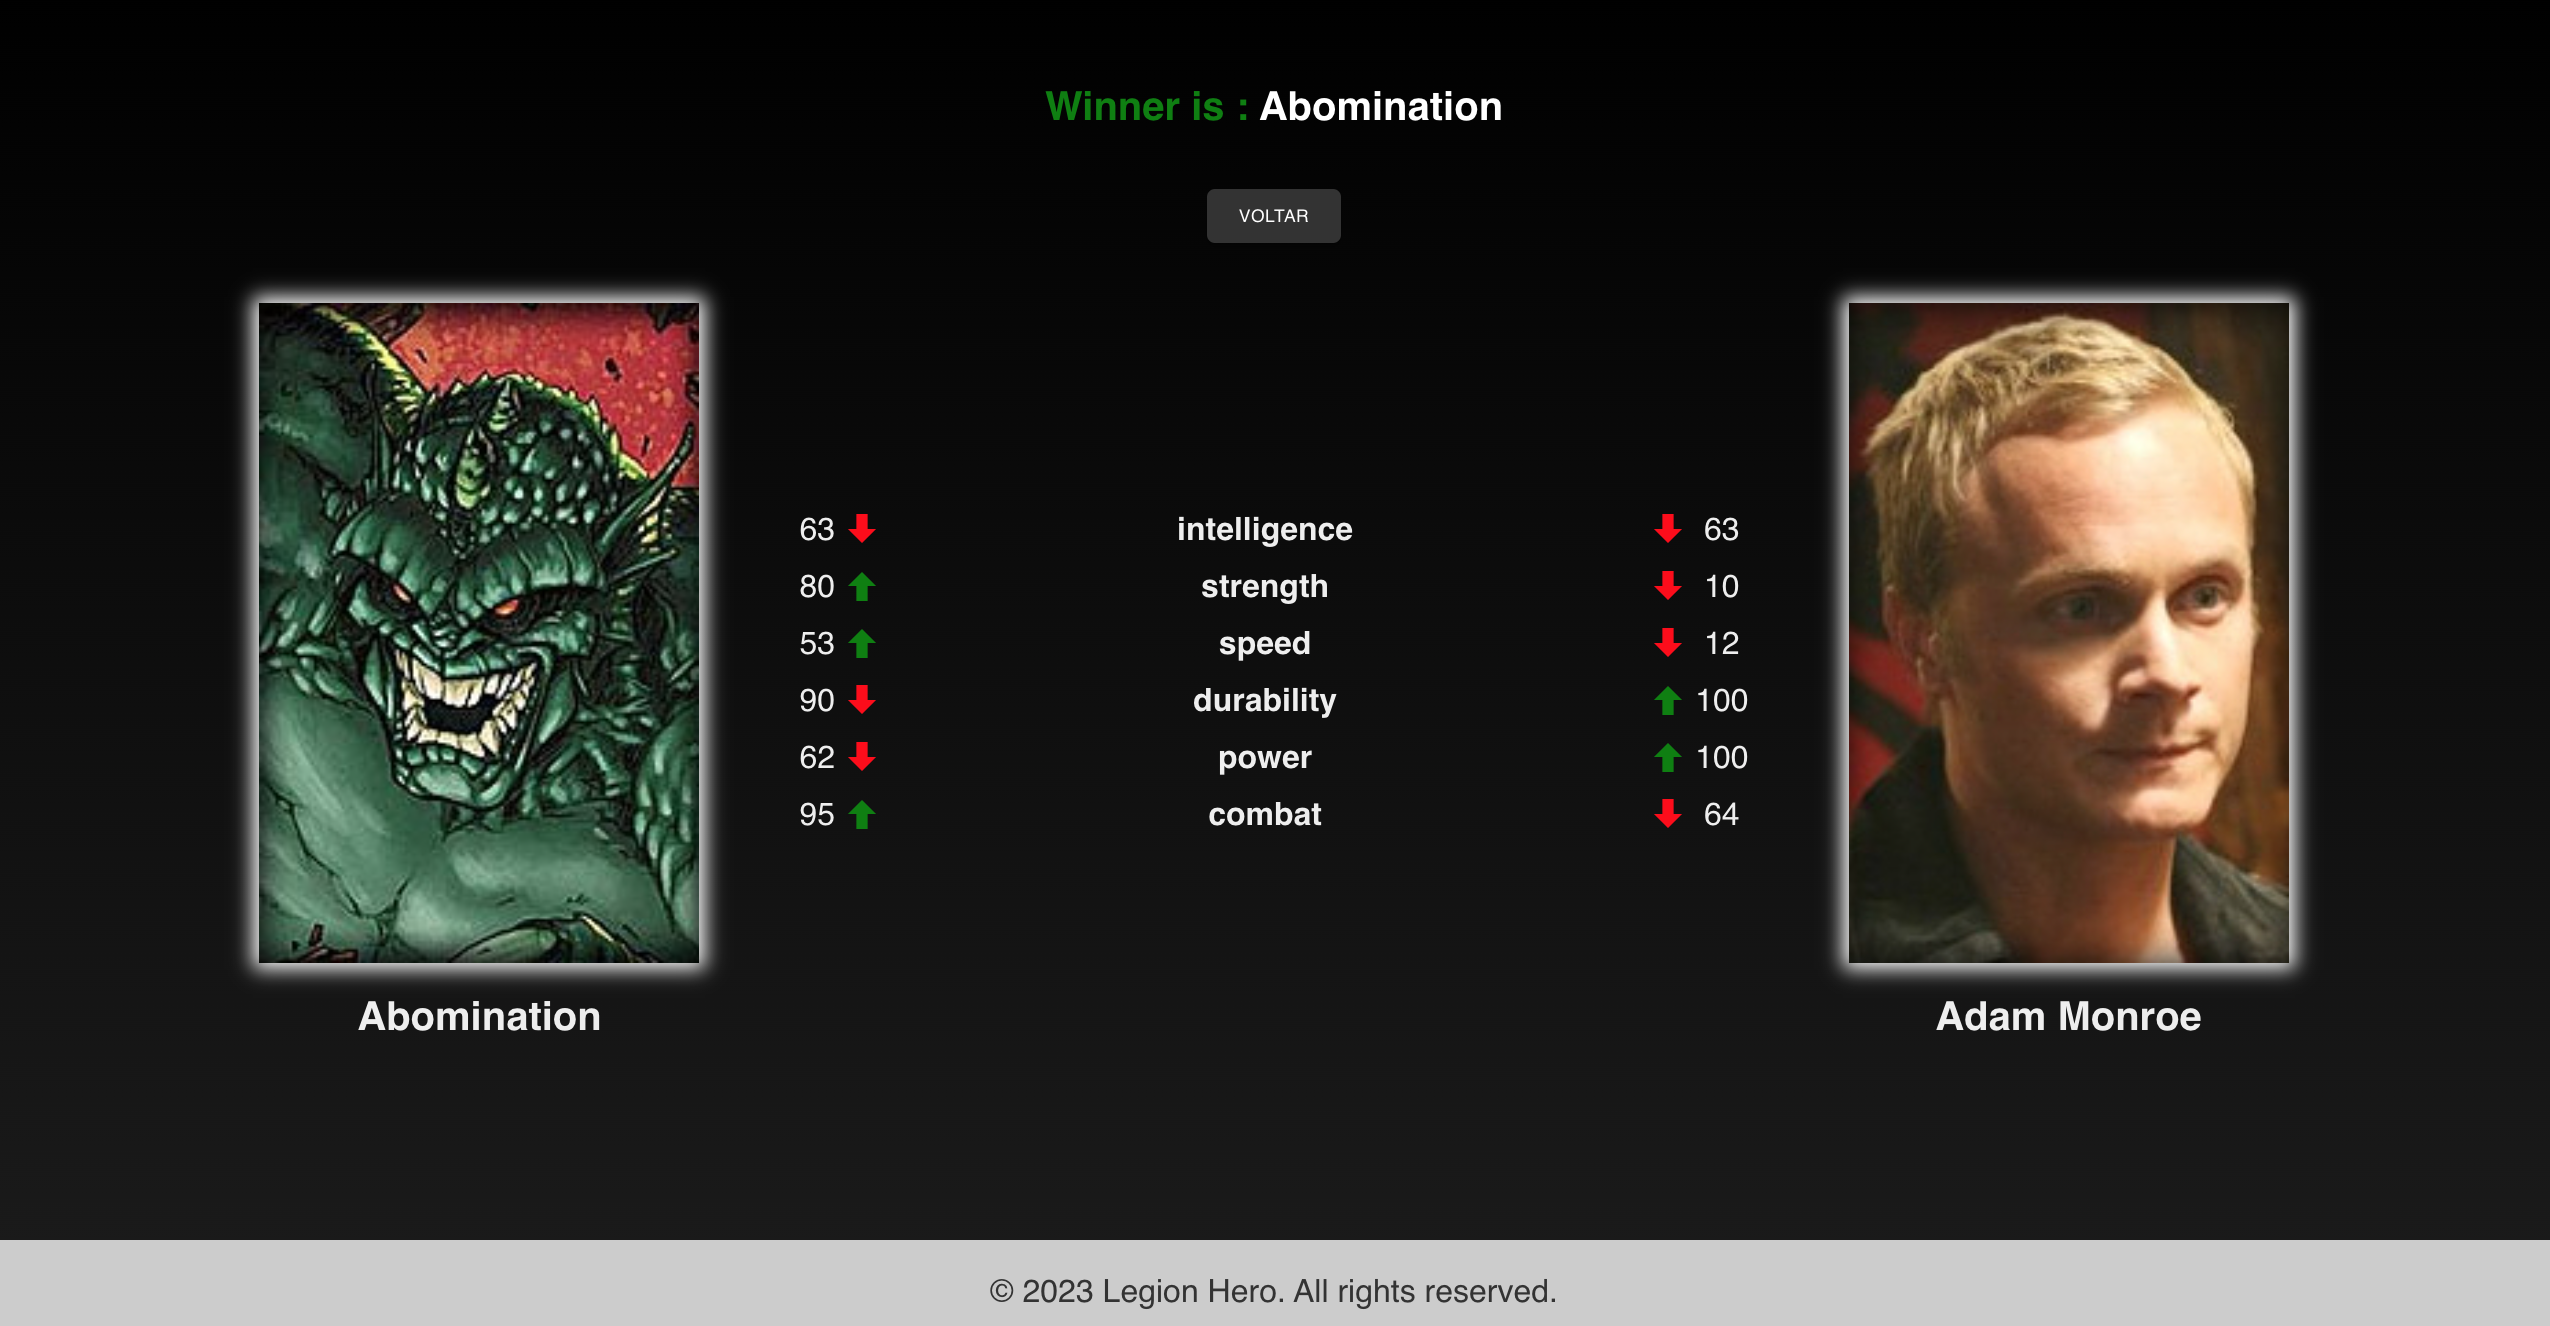 Winner is : Abomination
VOLTAR
63 intelligence 63
80 strength 10
53 speed 12
90 durability 100
62 power 100
95 combat 64
Abomination
Adam Monroe
© 2023 Legion Hero. All rights reserved.